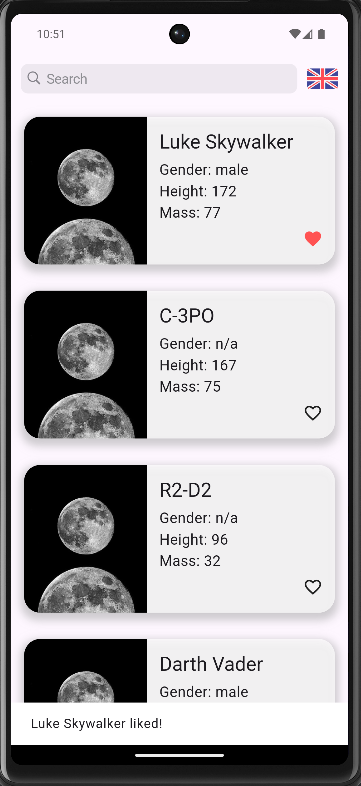 10:51
Search
Luke Skywalker
Gender: male
Height: 172
Mass: 77
C-3PO
Gender: n/a
Height: 167
Mass: 75
R2-D2
Gender: n/a
Height: 96
Mass: 32
Darth Vader
Gender: male
Luke Skywalker liked!